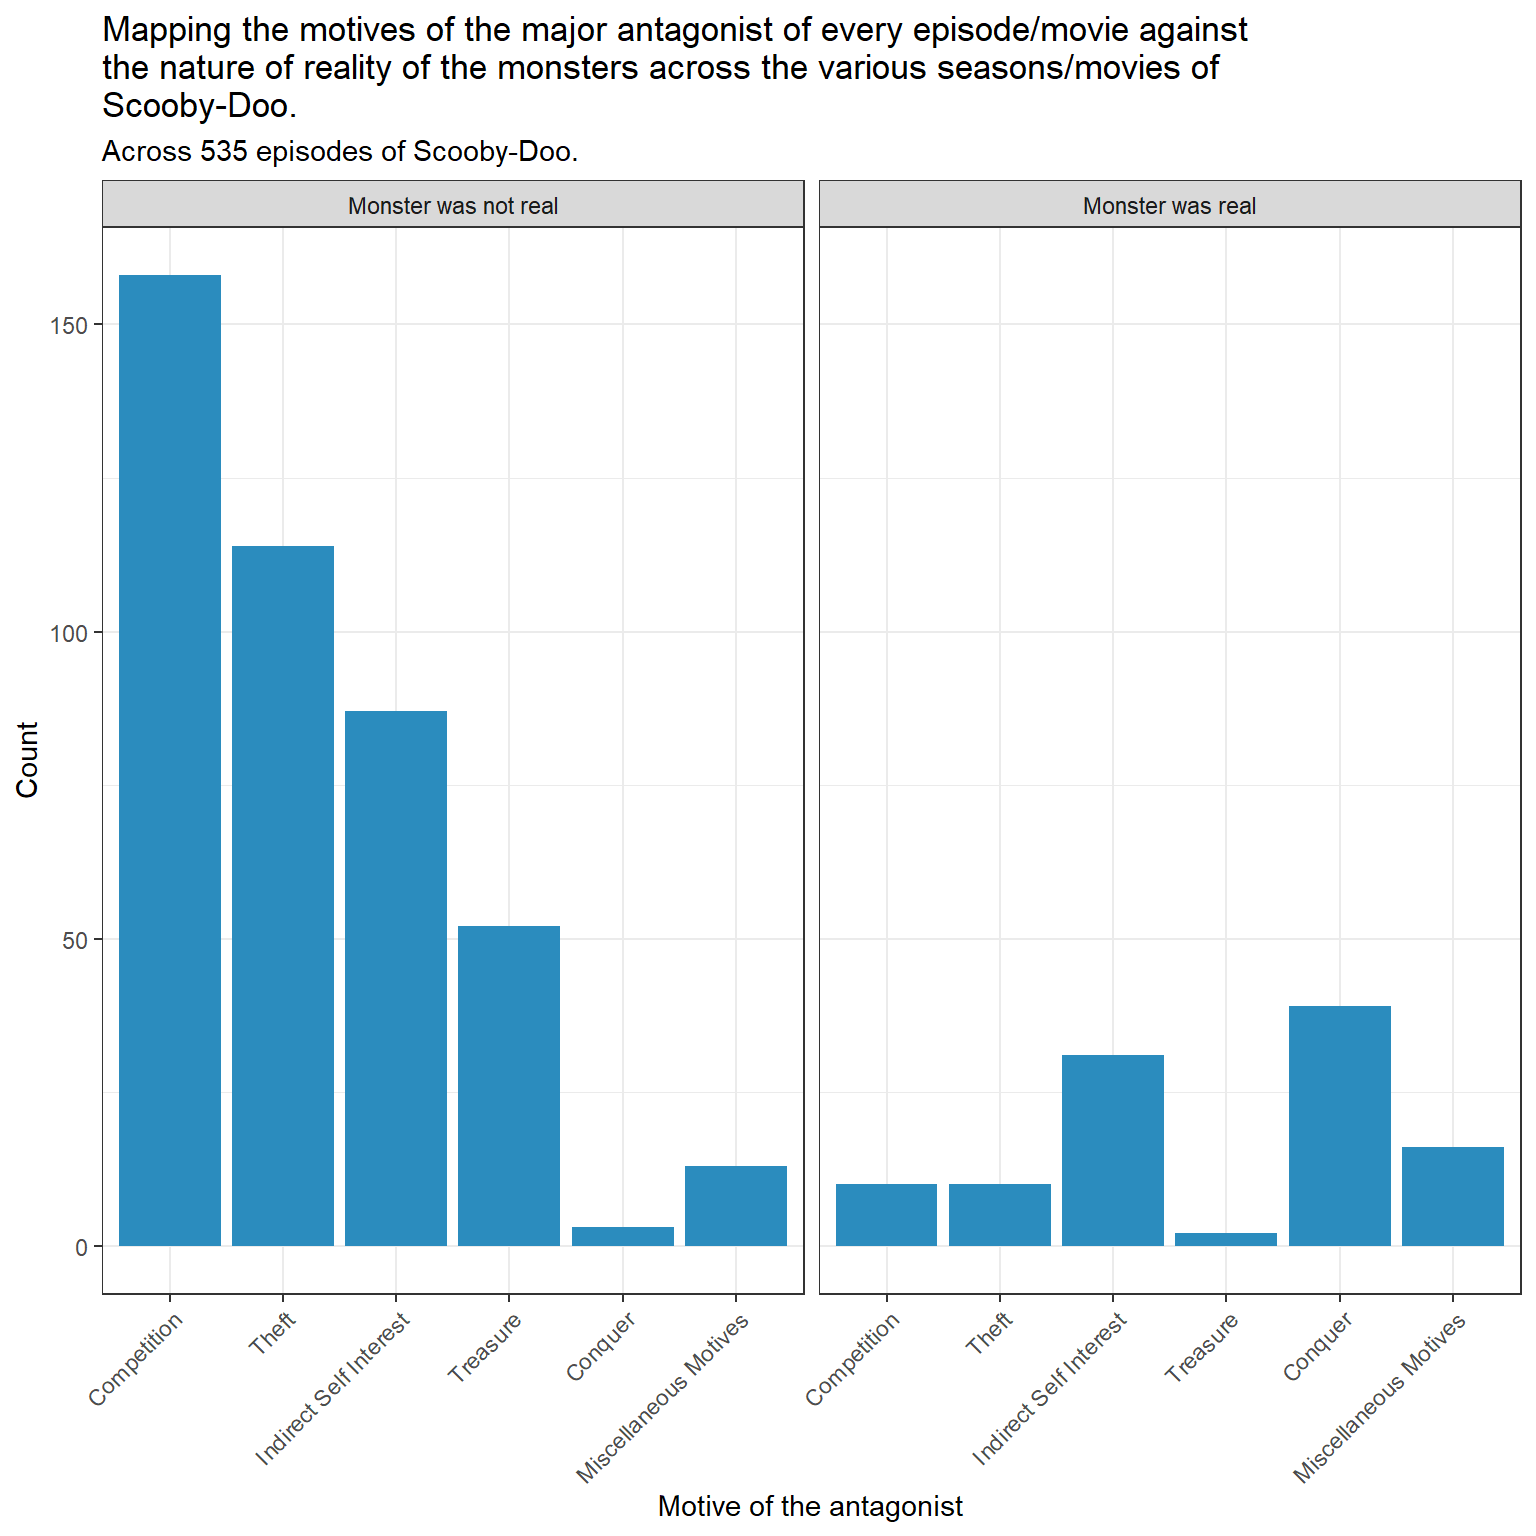 Mapping the motives of the major antagonist of every episode/movie against
the nature of reality of the monsters across the various seasons/movies of
Scooby-Doo.
Across 535 episodes of Scooby-Doo.
Monster was not real
Monster was real
Count
150
100
50
0
Competition
Theft
Indirect Self Interest
Treasure
Conquer
Miscellaneous Motives
Competition
Theft
Indirect Self Interest
Treasure
Conquer
Miscellaneous Motives
Motive of the antagonist